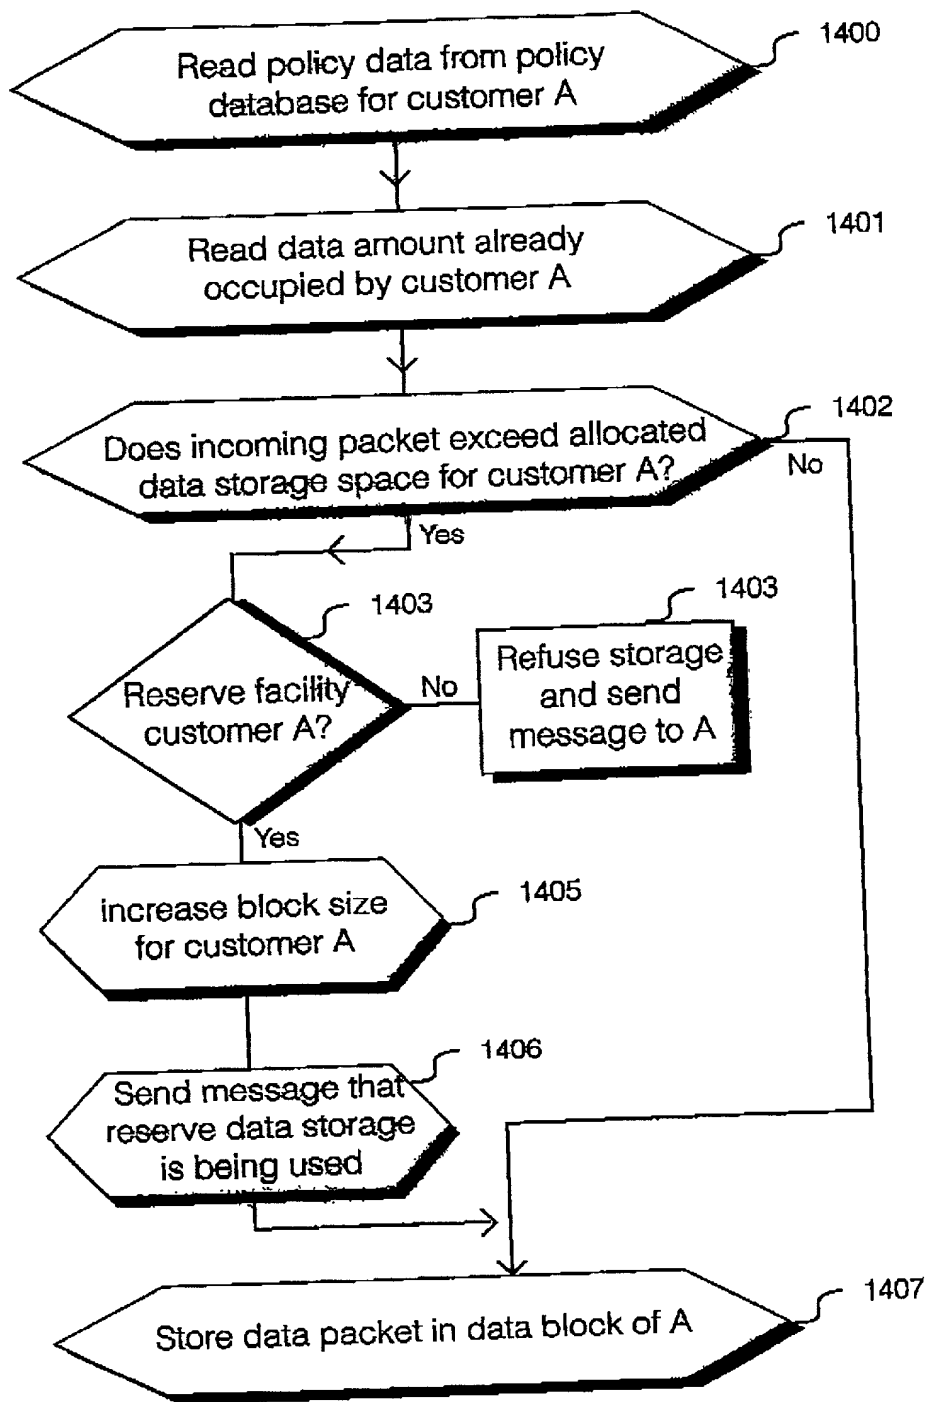 1400
Read policy data from policy
database for customer A
1401
Read data amount already
occupied by customer A
1402
Does incoming packet exceed allocated
data storage space for customer A?
No
Yes
1403
Reserve facility
customer A?
No
1403
Refuse storage
and send
message to A
Yes
1405
increase block size
for customer A
1406
Send message that
reserve data storage
is being used
1407
Store data packet in data block of A